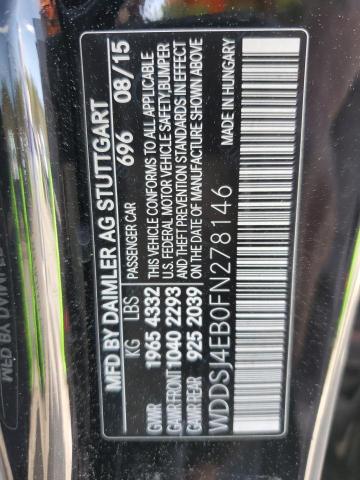 MFD BY DAIMLER AG STUTTGART
KG LBS PASSENGER CAR 696 08/15
GVWR 1965 4332 THIS VEHICLE CONFORMS TO ALL APPLICABLE
GAWR FRONT 1040 2293 U.S. FEDERAL MOTOR VEHICLE SAFETY, BUMPER
GAWR REAR 925 2039 AND THEFT PREVENTION STANDARDS IN EFFECT
ON THE DATE OF MANUFACTURE SHOWN ABOVE
WDDSJ4EB0FN278146 MADE IN HUNGARY